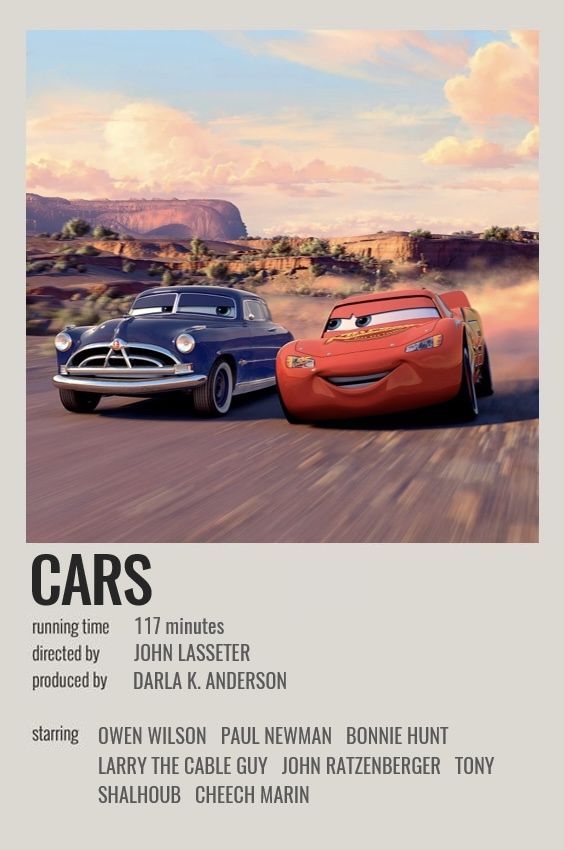 CARS
running time 117 minutes
directed by JOHN LASSETER
produced by DARLA K. ANDERSON
starring OWEN WILSON PAUL NEWMAN BONNIE HUNT
LARRY THE CABLE GUY JOHN RATZENBERGER TONY
SHALHOUB CHEECH MARIN